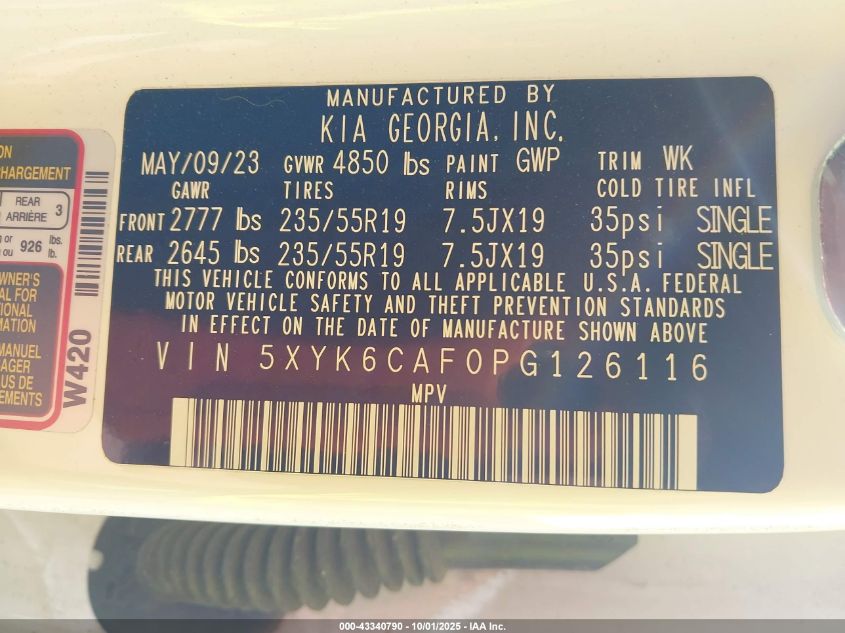 MANUFACTURED BY
KIA GEORGIA, INC.
MAY/09/23 GVWR 4850 lbs PAINT GWP TRIM WK
GAWR TIRES RIMS COLD TIRE INFL
FRONT 2777 lbs 235/55R19 7.5JX19 35psi SINGLE
REAR 2645 lbs 235/55R19 7.5JX19 35psi SINGLE
THIS VEHICLE CONFORMS TO ALL APPLICABLE U.S.A. FEDERAL
MOTOR VEHICLE SAFETY AND THEFT PREVENTION STANDARDS
IN EFFECT ON THE DATE OF MANUFACTURE SHOWN ABOVE
VIN 5XYK6CAF0PG126116
MPV
REAR
ARRIÈRE 3
or 926 lbs.
ou lb.
W420
000-43340790 - 10/01/2025 - IAA Inc.